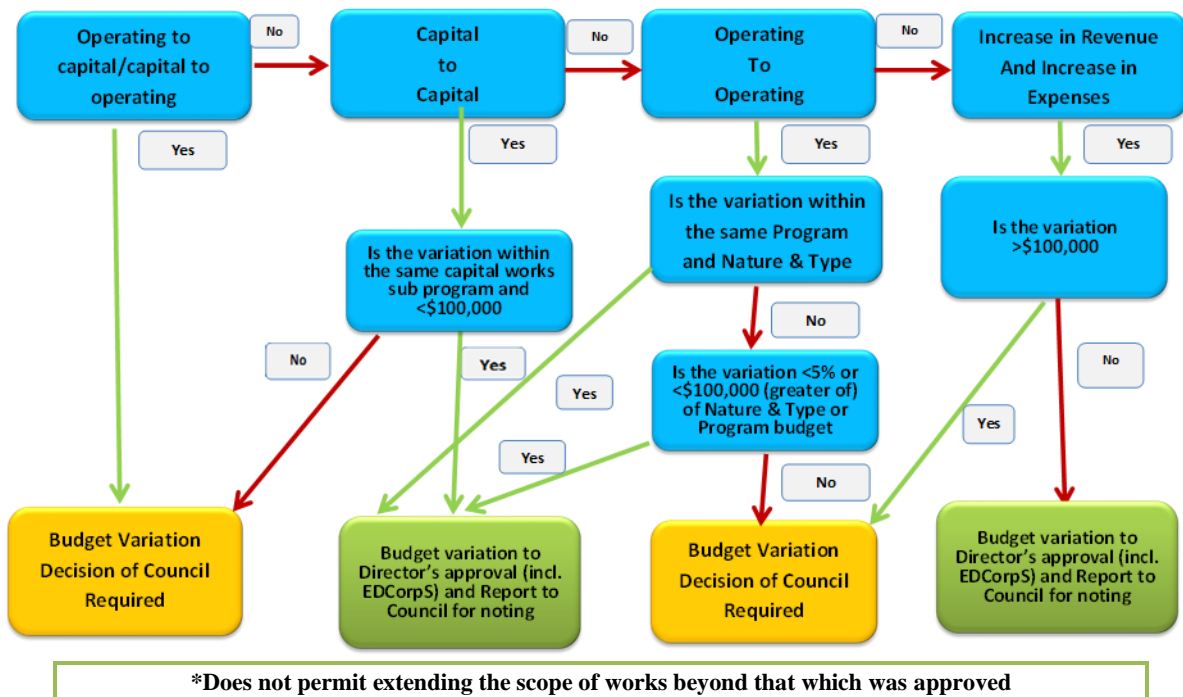 Operating to
capital/capital to
operating
No
Capital
to
Capital
No
Operating
To
Operating
No
Increase in Revenue
And Increase in
Expenses
Yes
Yes
Yes
Yes
Is the variation within
the same capital works
sub program and
<$100,000
Is the variation within
the same Program
and Nature & Type
Is the variation
>$100,000
No
Yes
Yes
No
Is the variation <5% or
<$100,000 (greater of)
of Nature & Type or
Program budget
No
Yes
Yes
No
Budget Variation
Decision of Council
Required
Budget variation to
Director's approval (incl.
EDCorpS) and Report to
Council for noting
Budget Variation
Decision of Council
Required
Budget variation to
Director's approval (incl.
EDCorpS) and Report to
Council for noting
*Does not permit extending the scope of works beyond that which was approved